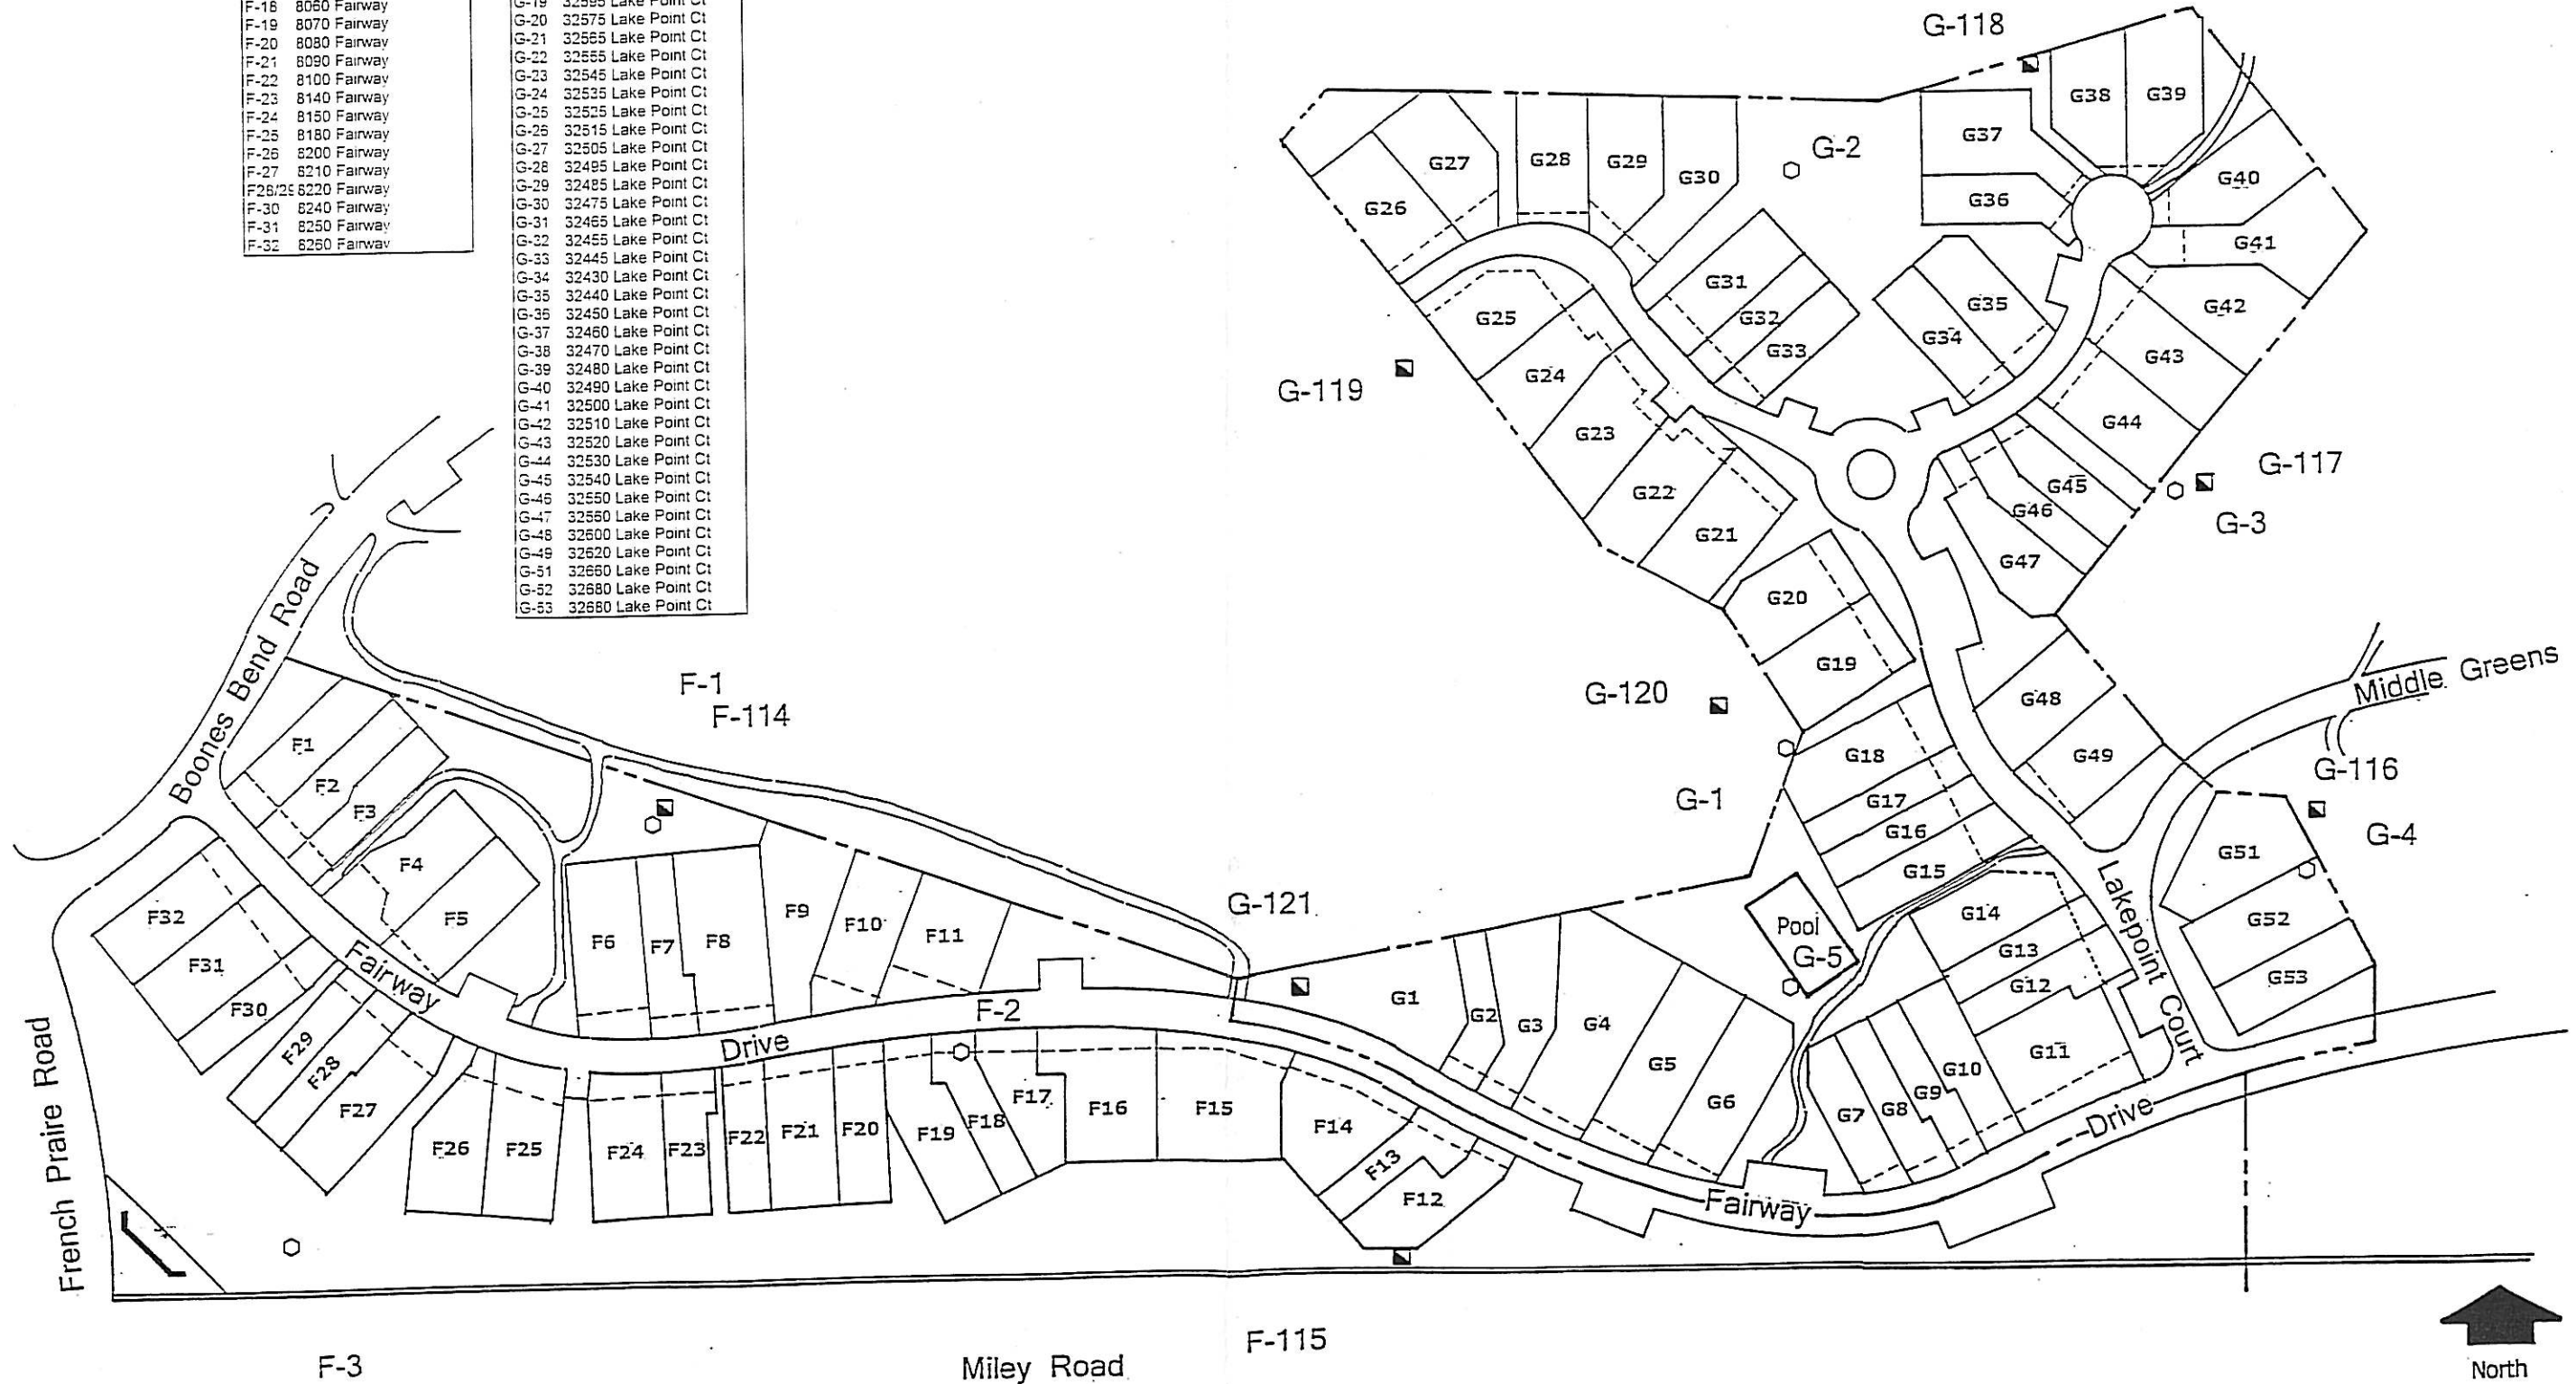 F-18 8060 Fairway
F-19 8070 Fairway
F-20 8080 Fairway
F-21 8090 Fairway
F-22 8100 Fairway
F-23 8140 Fairway
F-24 8150 Fairway
F-25 8180 Fairway
F-26 8200 Fairway
F-27 8210 Fairway
F28/29 8220 Fairway
F-30 8240 Fairway
F-31 8250 Fairway
F-32 8260 Fairway
G-19 32595 Lake Point Ct
G-20 32575 Lake Point Ct
G-21 32565 Lake Point Ct
G-22 32555 Lake Point Ct
G-23 32545 Lake Point Ct
G-24 32535 Lake Point Ct
G-25 32525 Lake Point Ct
G-26 32515 Lake Point Ct
G-27 32505 Lake Point Ct
G-28 32495 Lake Point Ct
G-29 32485 Lake Point Ct
G-30 32475 Lake Point Ct
G-31 32465 Lake Point Ct
G-32 32455 Lake Point Ct
G-33 32445 Lake Point Ct
G-34 32430 Lake Point Ct
G-35 32440 Lake Point Ct
G-36 32450 Lake Point Ct
G-37 32460 Lake Point Ct
G-38 32470 Lake Point Ct
G-39 32480 Lake Point Ct
G-40 32490 Lake Point Ct
G-41 32500 Lake Point Ct
G-42 32510 Lake Point Ct
G-43 32520 Lake Point Ct
G-44 32530 Lake Point Ct
G-45 32540 Lake Point Ct
G-46 32550 Lake Point Ct
G-47 32560 Lake Point Ct
G-48 32600 Lake Point Ct
G-49 32620 Lake Point Ct
G-51 32660 Lake Point Ct
G-52 32680 Lake Point Ct
G-53 32680 Lake Point Ct
G-118
G38
G39
G37
G36
G40
G41
G-2
G27
G28
G29
G30
G26
G31
G32
G33
G35
G34
G42
G43
G44
G25
G24
G23
G22
G21
G-119
G45
G46
G47
G-117
G-3
G20
G19
G-120
G48
G49
Middle Greens
G-116
G-4
G18
G17
G16
G15
G-1
G51
G52
G53
Lakepoint Court
Pool
G-5
G14
G13
G12
G11
G10
G9
G8
G7
Boones Bend Road
F-1
F-114
F1
F2
F3
F4
F5
F6
F7
F8
F9
F10
F11
G-121
G1
G2
G3
G4
G5
G6
F32
F31
F30
F29
F28
F27
Fairway
Drive
F-2
F26
F25
F24
F23
F22
F21
F20
F19
F18
F17
F16
F15
F14
F13
F12
Fairway
Drive
French Praire Road
F-3
Miley Road
F-115
North